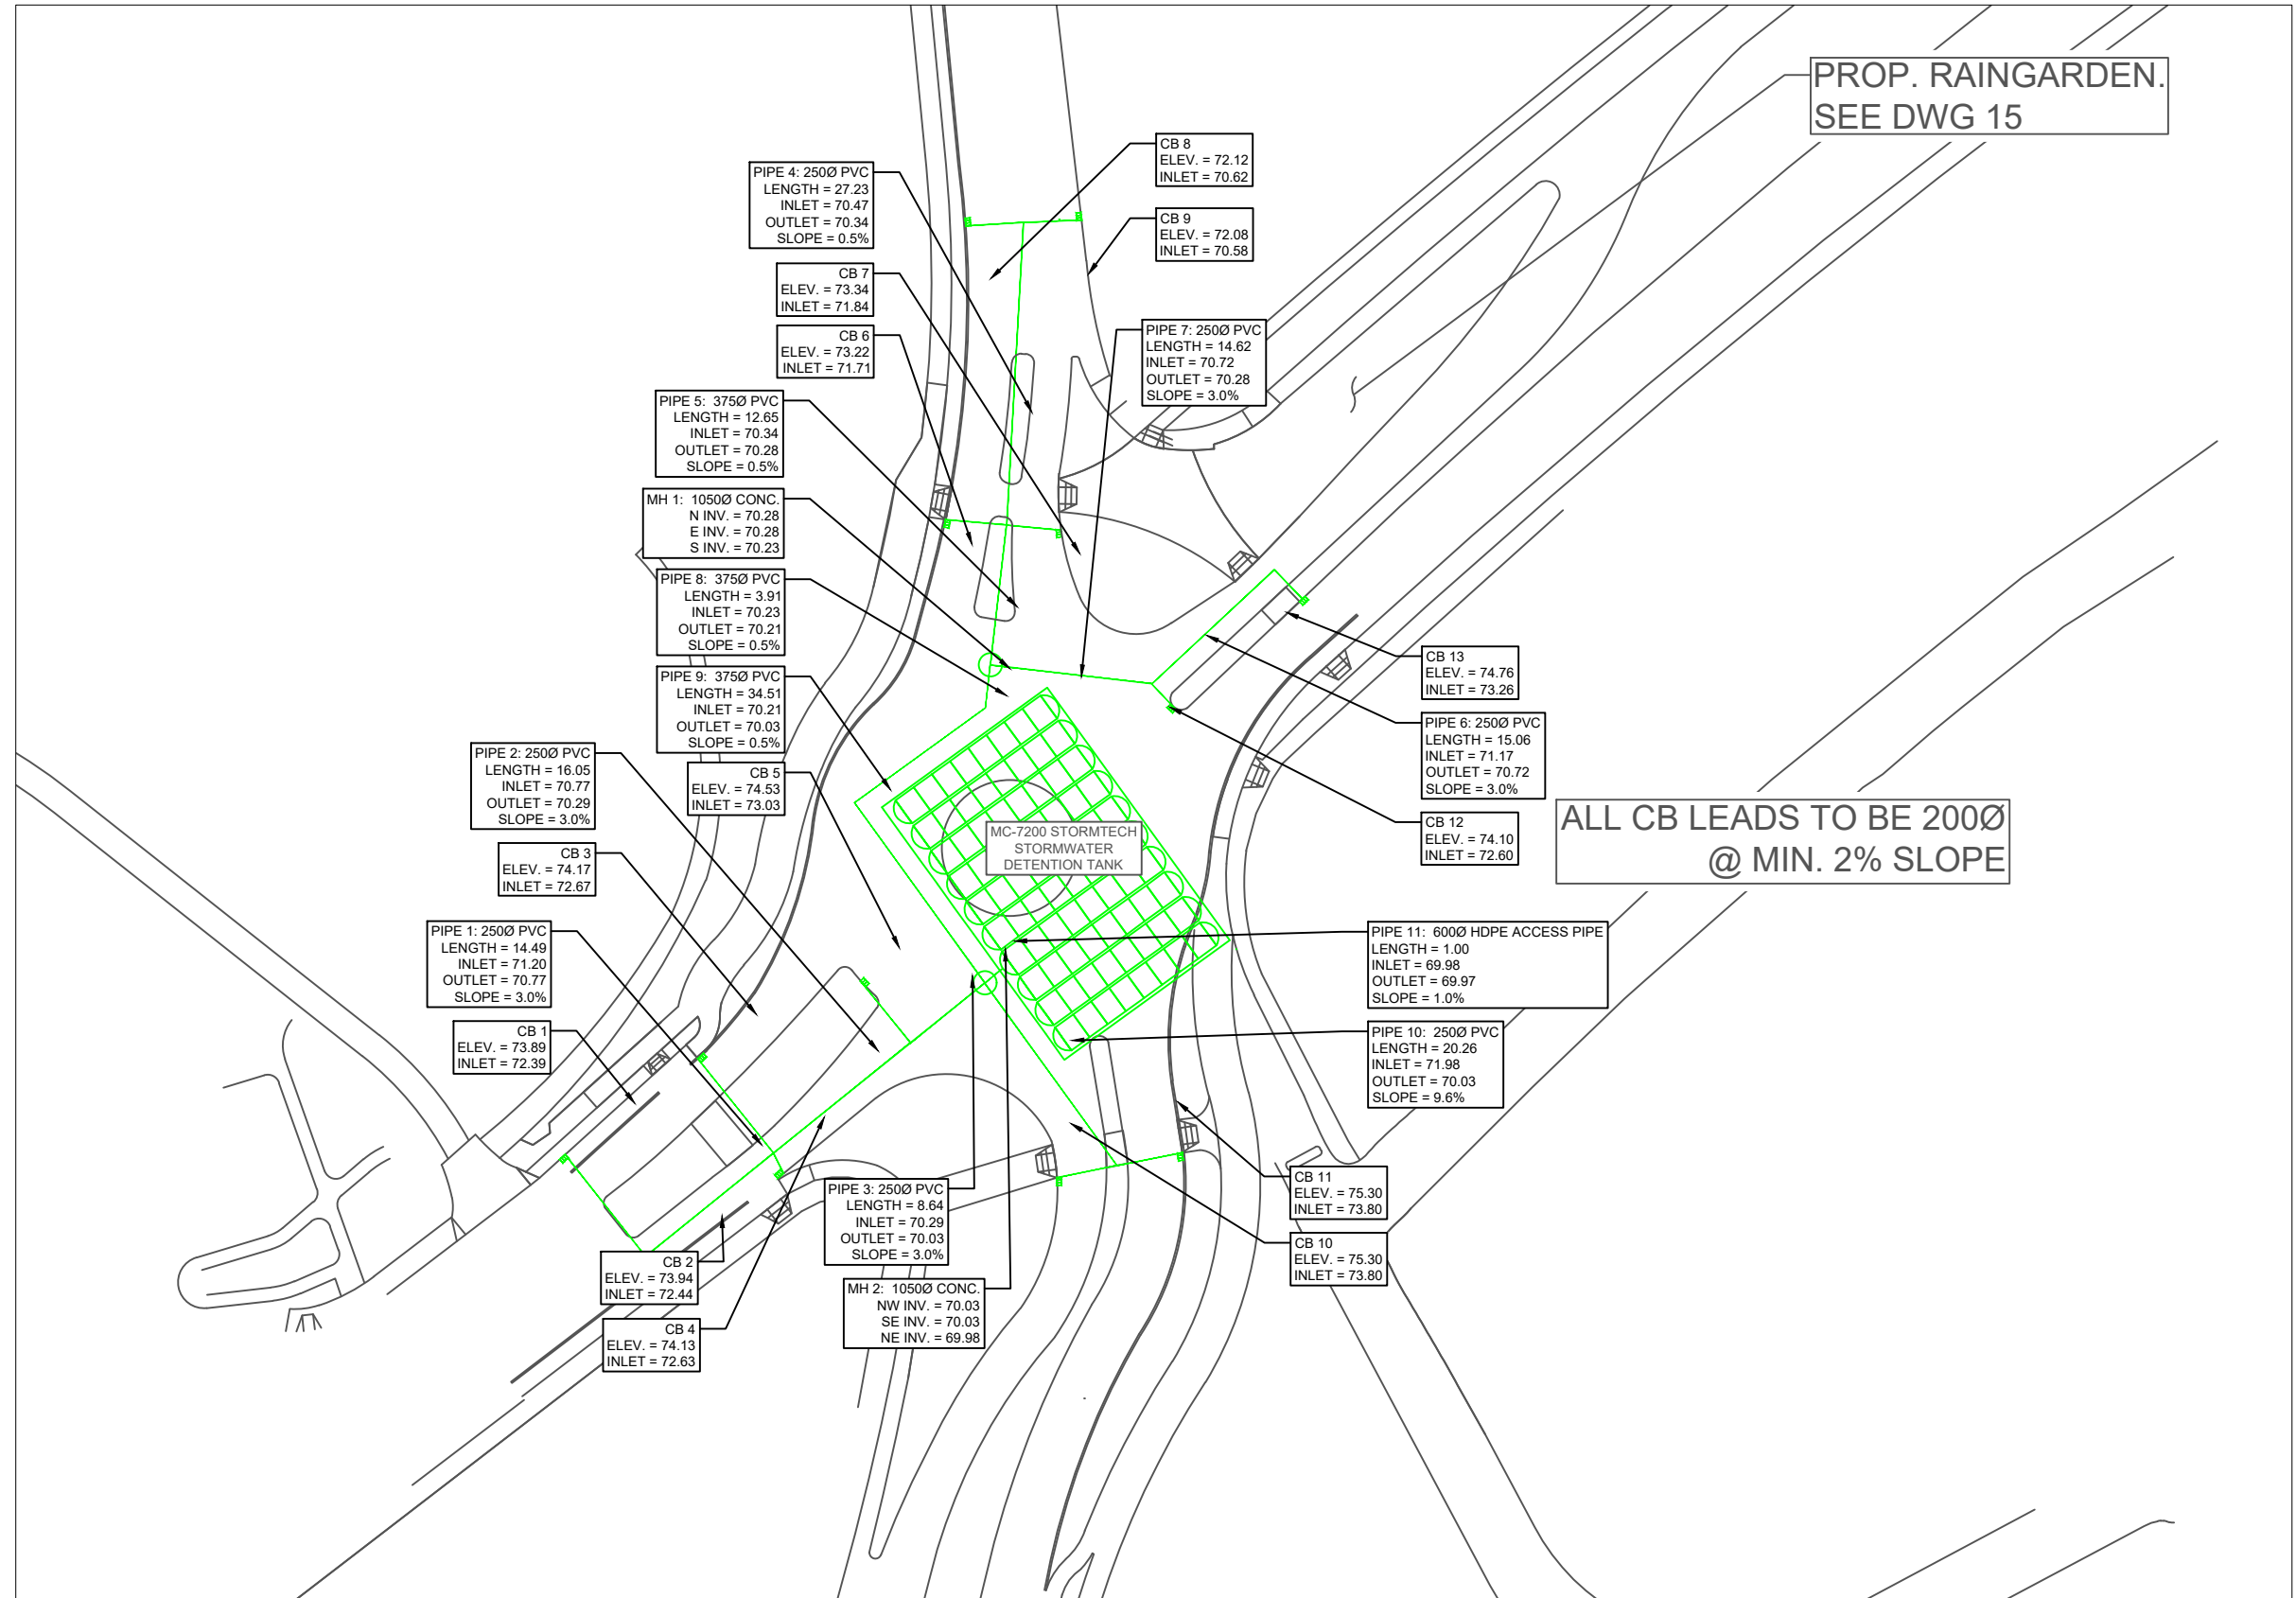 PROP. RAINGARDEN.
SEE DWG 15
CB 8
ELEV. = 72.12
INLET = 70.62
PIPE 4: 250Ø PVC
LENGTH = 27.23
INLET = 70.47
OUTLET = 70.34
SLOPE = 0.5%
CB 9
ELEV. = 72.08
INLET = 70.58
CB 7
ELEV. = 73.34
INLET = 71.84
CB 6
ELEV. = 73.22
INLET = 71.71
PIPE 7: 250Ø PVC
LENGTH = 14.62
INLET = 70.72
OUTLET = 70.28
SLOPE = 3.0%
PIPE 5: 375Ø PVC
LENGTH = 12.65
INLET = 70.34
OUTLET = 70.28
SLOPE = 0.5%
MH 1: 1050Ø CONC.
N INV. = 70.28
E INV. = 70.28
S INV. = 70.23
PIPE 8: 375Ø PVC
LENGTH = 3.91
INLET = 70.23
OUTLET = 70.21
SLOPE = 0.5%
PIPE 9: 375Ø PVC
LENGTH = 34.51
INLET = 70.21
OUTLET = 70.03
SLOPE = 0.5%
CB 13
ELEV. = 74.76
INLET = 73.26
PIPE 6: 250Ø PVC
LENGTH = 15.06
INLET = 71.17
OUTLET = 70.72
SLOPE = 3.0%
PIPE 2: 250Ø PVC
LENGTH = 16.05
INLET = 70.77
OUTLET = 70.29
SLOPE = 3.0%
CB 5
ELEV. = 74.53
INLET = 73.03
MC-7200 STORMTECH
STORMWATER
DETENTION TANK
CB 12
ELEV. = 74.10
INLET = 72.60
ALL CB LEADS TO BE 200Ø
@ MIN. 2% SLOPE
CB 3
ELEV. = 74.17
INLET = 72.67
PIPE 1: 250Ø PVC
LENGTH = 14.49
INLET = 71.20
OUTLET = 70.77
SLOPE = 3.0%
PIPE 11: 600Ø HDPE ACCESS PIPE
LENGTH = 1.00
INLET = 69.98
OUTLET = 69.97
SLOPE = 1.0%
CB 1
ELEV. = 73.89
INLET = 72.39
PIPE 10: 250Ø PVC
LENGTH = 20.26
INLET = 71.98
OUTLET = 70.03
SLOPE = 9.6%
PIPE 3: 250Ø PVC
LENGTH = 8.64
INLET = 70.29
OUTLET = 70.03
SLOPE = 3.0%
CB 11
ELEV. = 75.30
INLET = 73.80
CB 10
ELEV. = 75.30
INLET = 73.80
CB 2
ELEV. = 73.94
INLET = 72.44
MH 2: 1050Ø CONC.
NW INV. = 70.03
SE INV. = 70.03
NE INV. = 69.98
CB 4
ELEV. = 74.13
INLET = 72.63